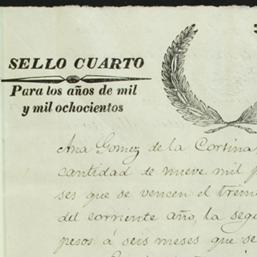 SELLO CUARTO
Para los años de mil
y mil ochocientos
Ana Gomez de la Cortina
cantidad de nueve mil p
ses que se vencen el trein
del corriente año, la segu
pesos á seis meses que se